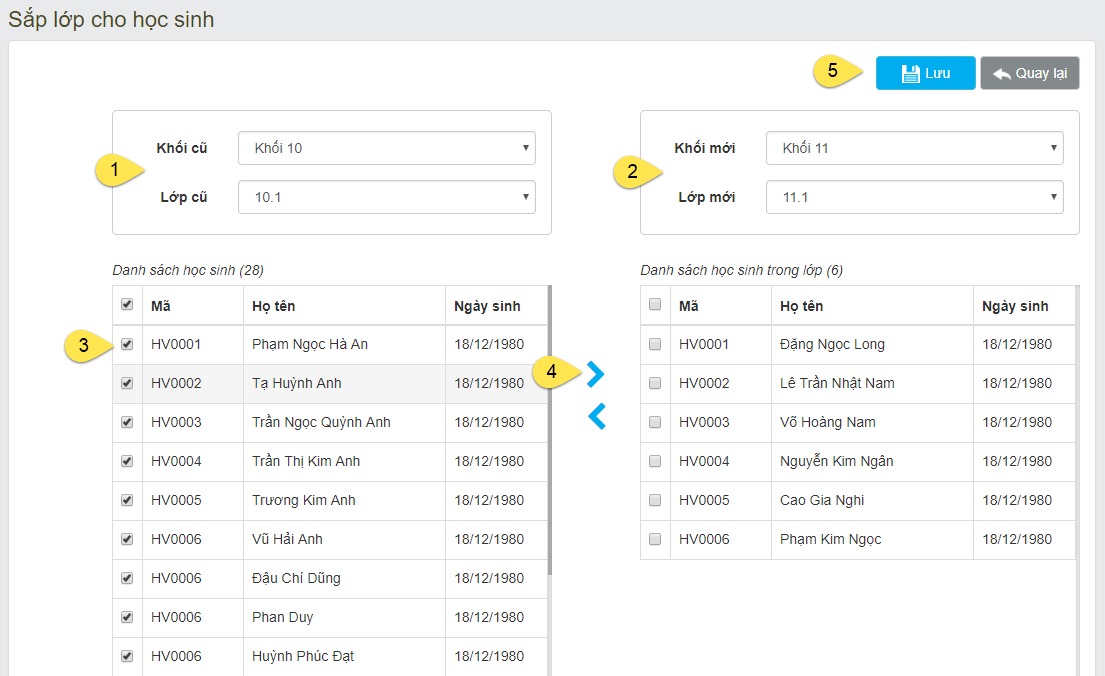 Sắp lớp cho học sinh
5
Lưu
Quay lại
1
Khối cũ
Khối 10
Lớp cũ
10.1
2
Khối mới
Khối 11
Lớp mới
11.1
Danh sách học sinh (28)
Mã Họ tên Ngày sinh
3
HV0001 Phạm Ngọc Hà An 18/12/1980
HV0002 Tạ Huỳnh Anh 18/12/1980
HV0003 Trần Ngọc Quỳnh Anh 18/12/1980
HV0004 Trần Thị Kim Anh 18/12/1980
HV0005 Trương Kim Anh 18/12/1980
HV0006 Vũ Hải Anh 18/12/1980
HV0006 Đậu Chí Dũng 18/12/1980
HV0006 Phan Duy 18/12/1980
HV0006 Huỳnh Phúc Đạt 18/12/1980
4
Danh sách học sinh trong lớp (6)
Mã Họ tên Ngày sinh
HV0001 Đặng Ngọc Long 18/12/1980
HV0002 Lê Trần Nhật Nam 18/12/1980
HV0003 Võ Hoàng Nam 18/12/1980
HV0004 Nguyễn Kim Ngân 18/12/1980
HV0005 Cao Gia Nghi 18/12/1980
HV0006 Phạm Kim Ngọc 18/12/1980